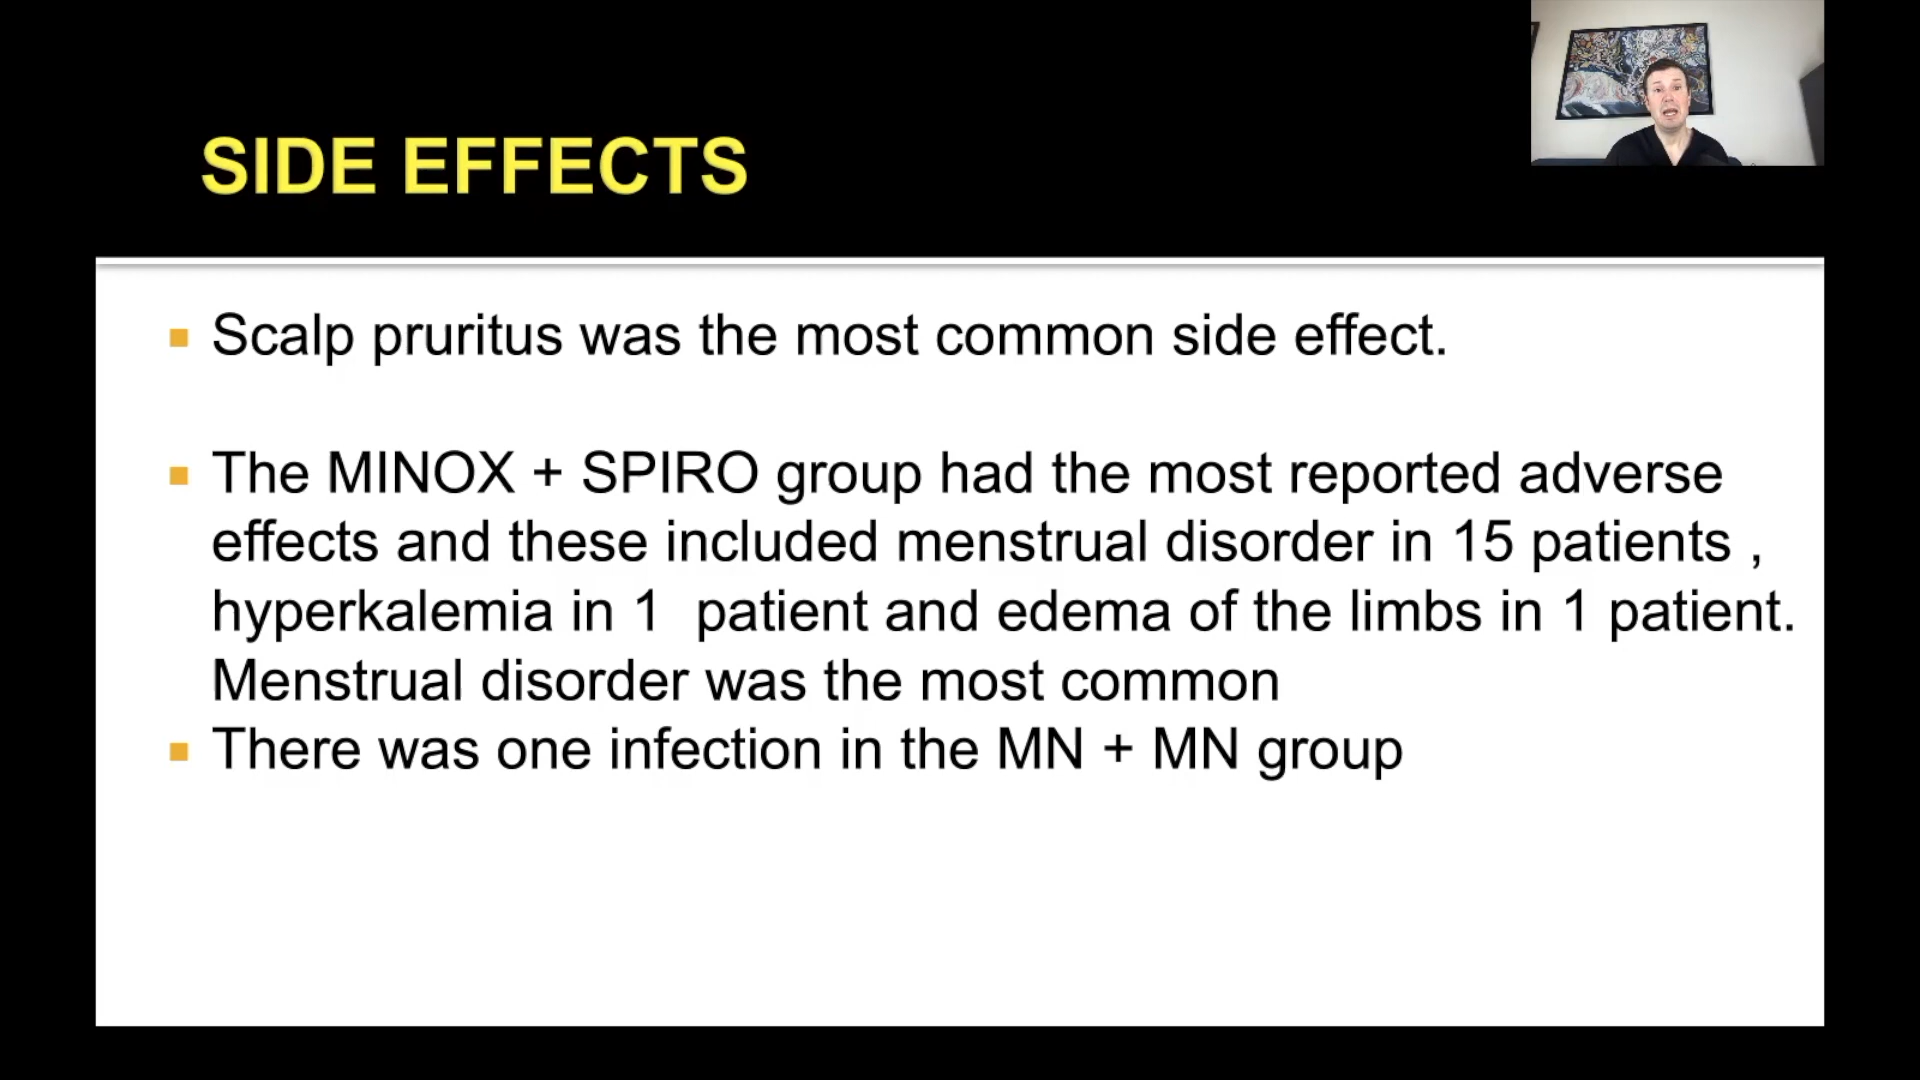 SIDE EFFECTS
Scalp pruritus was the most common side effect.
The MINOX + SPIRO group had the most reported adverse
effects and these included menstrual disorder in 15 patients ,
hyperkalemia in 1 patient and edema of the limbs in 1 patient.
Menstrual disorder was the most common
There was one infection in the MN + MN group